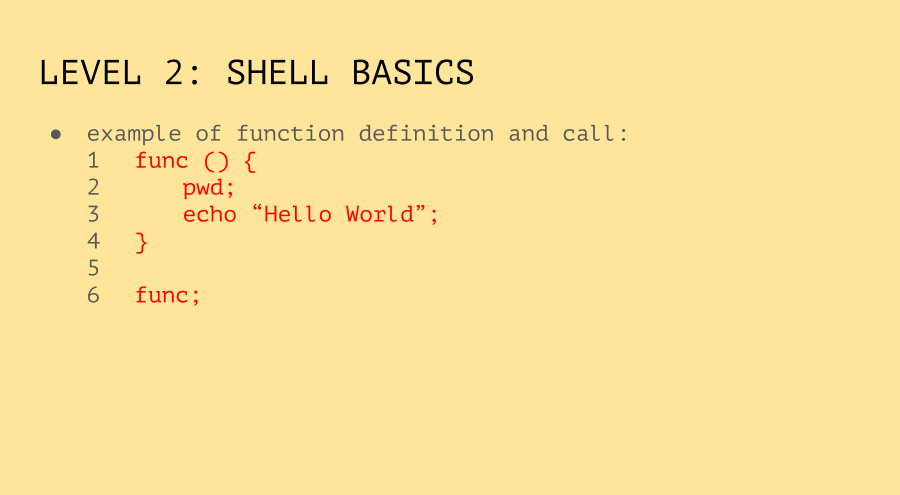 LEVEL 2: SHELL BASICS
● example of function definition and call:
1 func () {
2 pwd;
3 echo “Hello World”;
4 }
5
6 func;